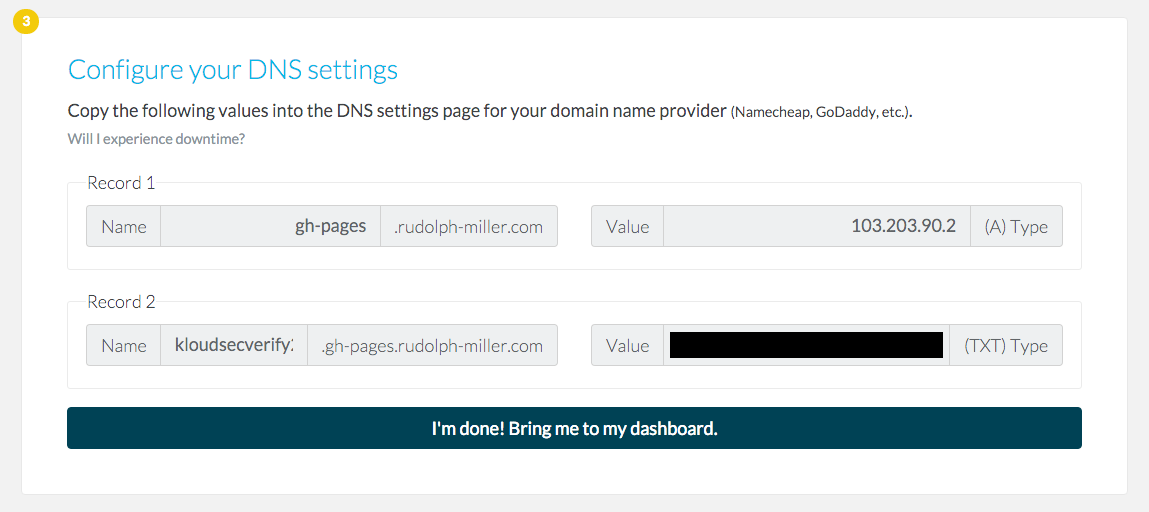 3
Configure your DNS settings
Copy the following values into the DNS settings page for your domain name provider (Namecheap, GoDaddy, etc.).
Will I experience downtime?
Record 1
Name gh-pages .rudolph-miller.com Value 103.203.90.2 (A) Type
Record 2
Name kloudsecverify .gh-pages.rudolph-miller.com Value (TXT) Type
I'm done! Bring me to my dashboard.